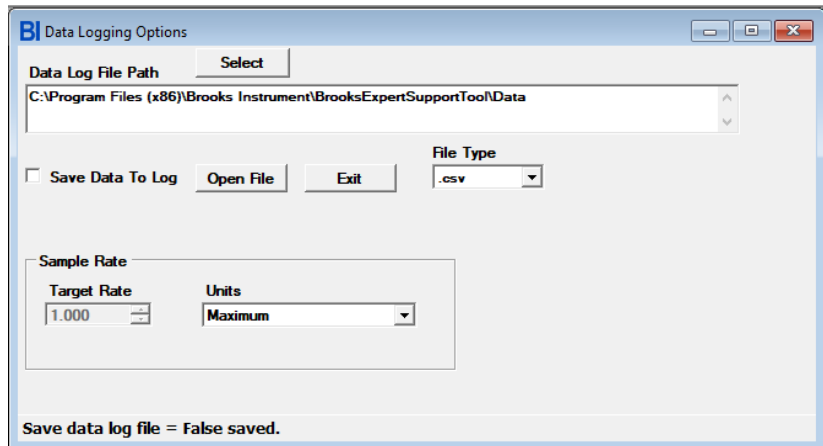 BI Data Logging Options
Select
Data Log File Path
C:\Program Files (x86)\Brooks Instrument\BrooksExpertSupportTool\Data
File Type
Save Data To Log Open File Exit .csv
Sample Rate
Target Rate Units
1.000 Maximum
Save data log file = False saved.